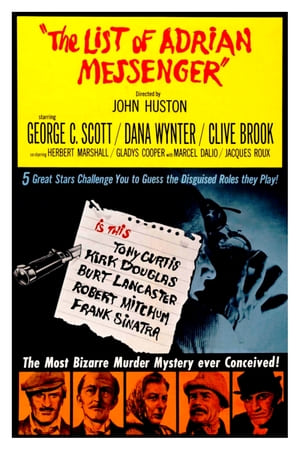 "THE LIST OF ADRIAN
MESSENGER"
Directed by
JOHN HUSTON
starring
GEORGE C. SCOTT / DANA WYNTER / CLIVE BROOK
co-starring HERBERT MARSHALL / GLADYS COOPER with MARCEL DALIO / JACQUES ROUX
5 Great Stars Challenge You to Guess the Disguised Roles they Play!
is this
TONY CURTIS
KIRK DOUGLAS
BURT LANCASTER
ROBERT MITCHUM
FRANK SINATRA
The Most Bizarre Murder Mystery ever Conceived!